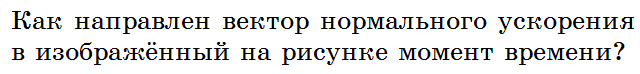 Как направлен вектор нормального ускорения
в изображённый на рисунке момент времени?